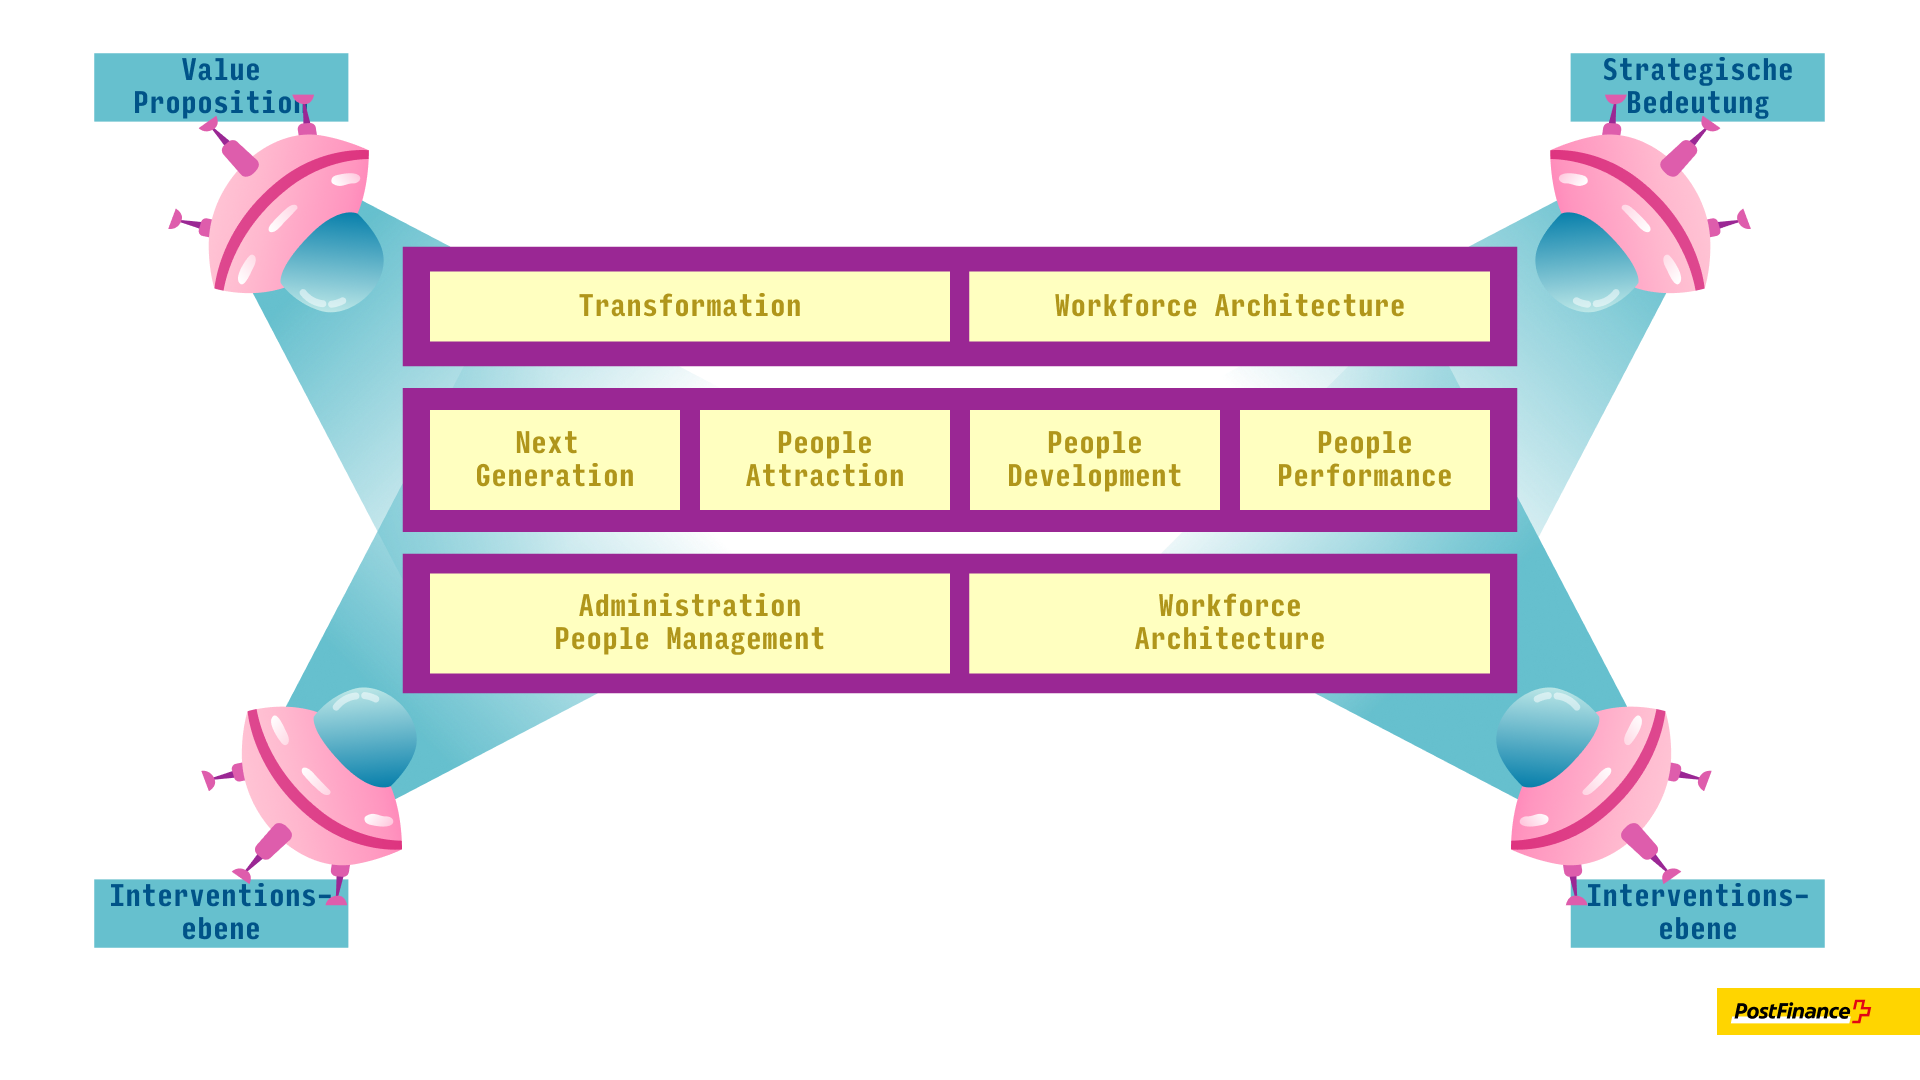 Value
Proposition
Strategische
Bedeutung
Transformation
Workforce Architecture
Next
Generation
People
Attraction
People
Development
People
Performance
Administration
People Management
Workforce
Architecture
Interventions-
ebene
Interventions-
ebene
PostFinance